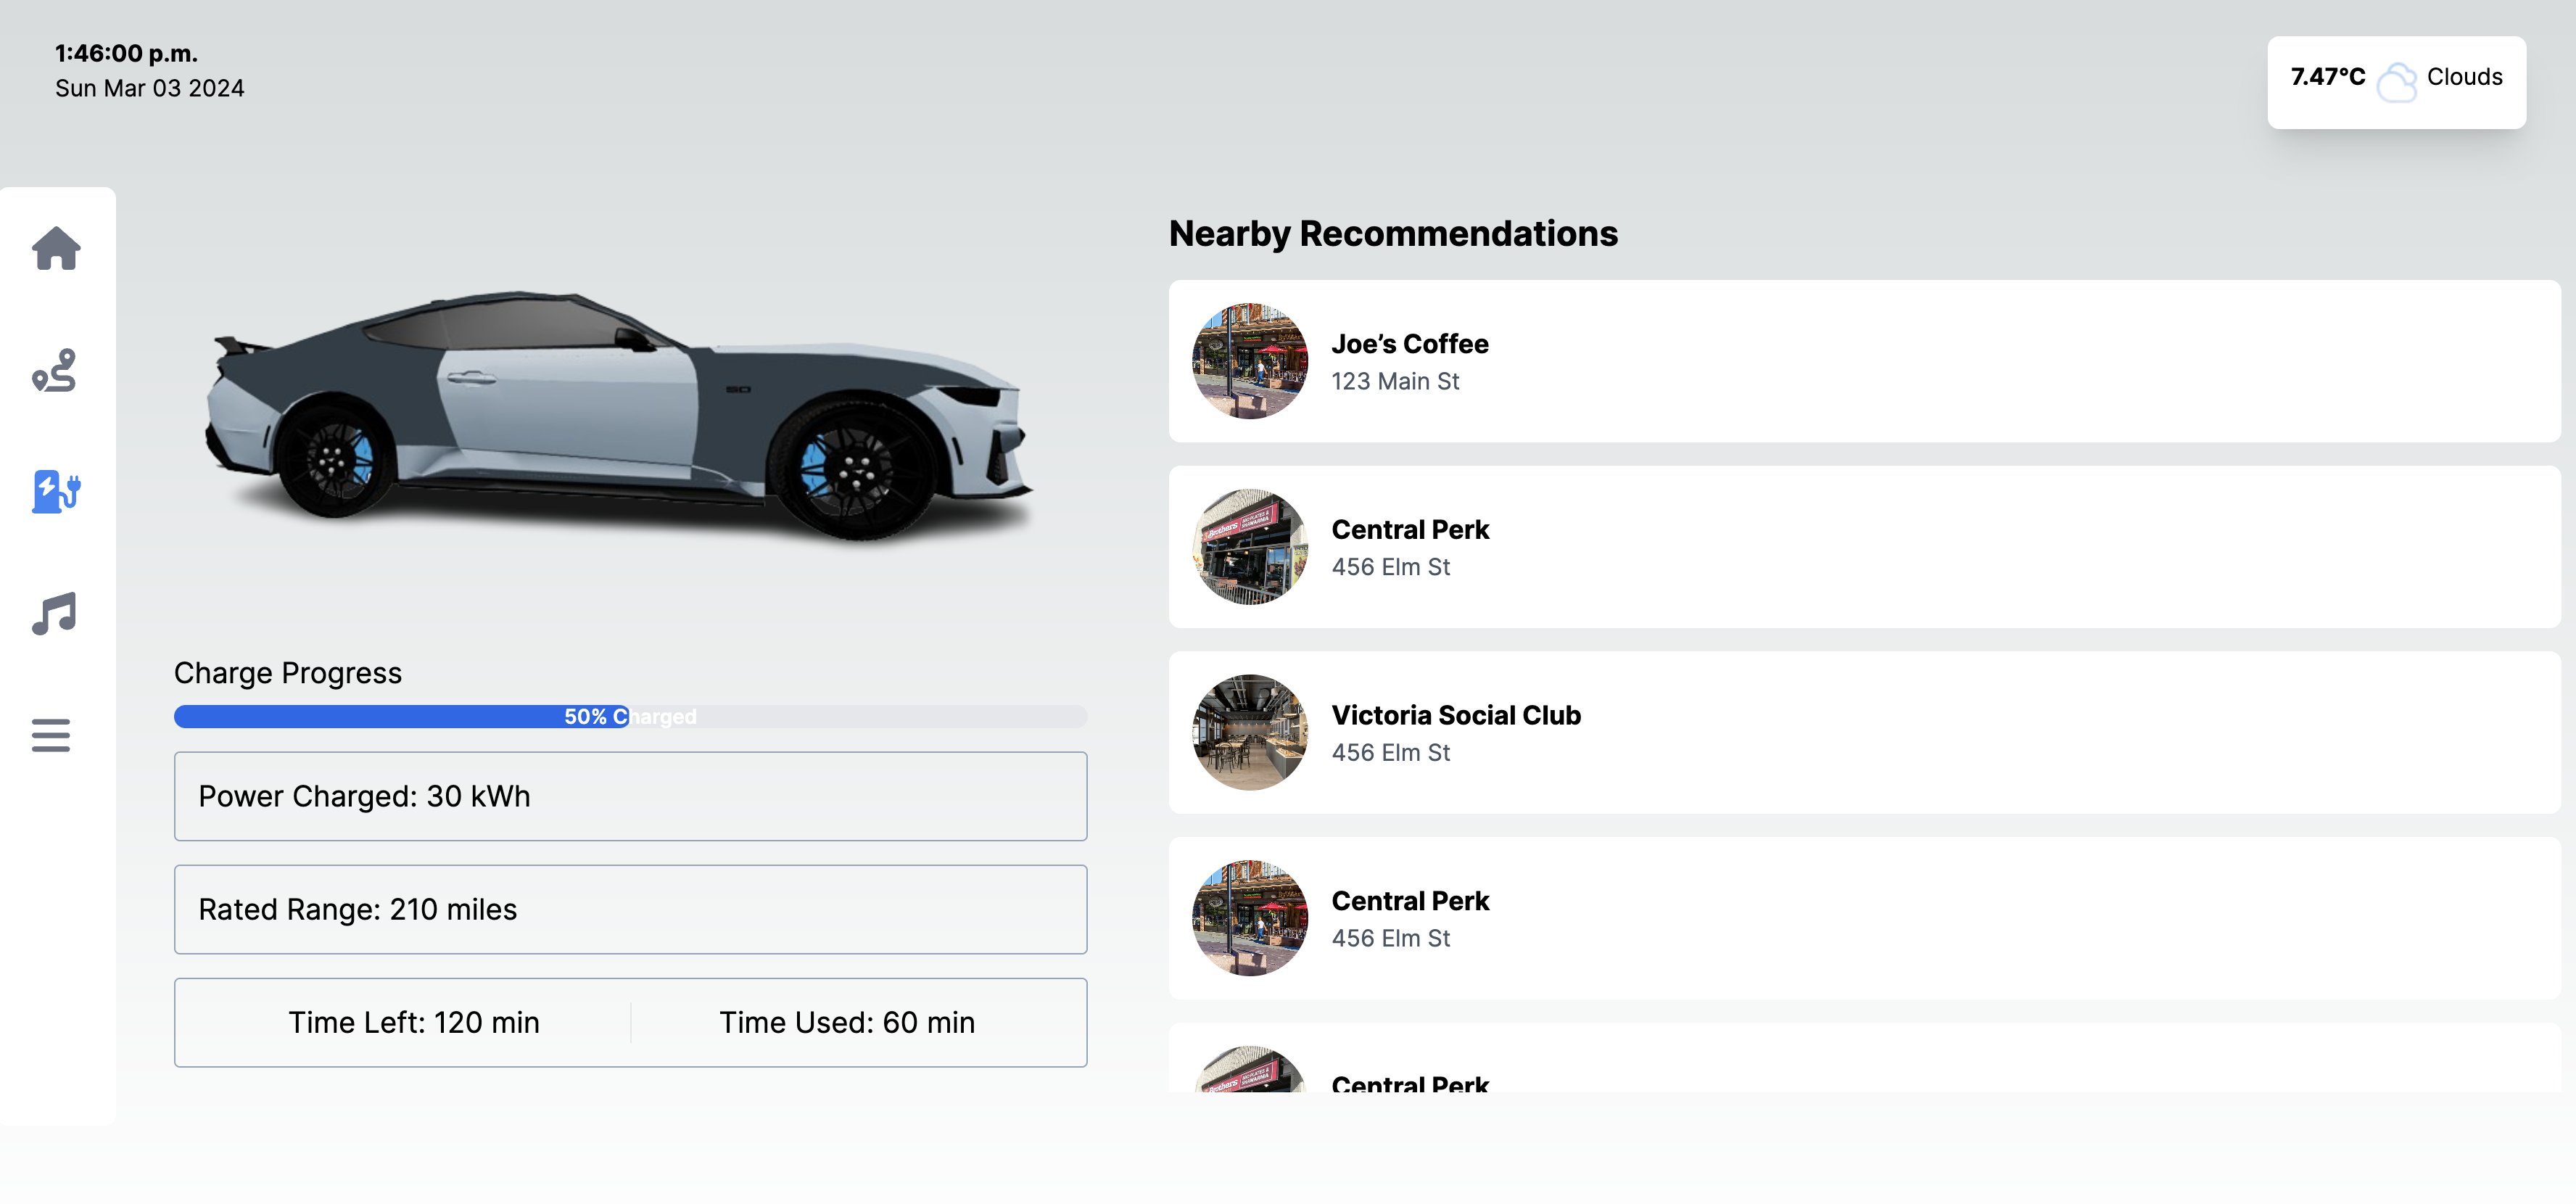 1:46:00 p.m.
Sun Mar 03 2024
7.47°C Clouds
Nearby Recommendations
Joe’s Coffee
123 Main St
Central Perk
456 Elm St
Victoria Social Club
456 Elm St
Central Perk
456 Elm St
Central Perk
5.0
Charge Progress
50% Charged
Power Charged: 30 kWh
Rated Range: 210 miles
Time Left: 120 min
Time Used: 60 min